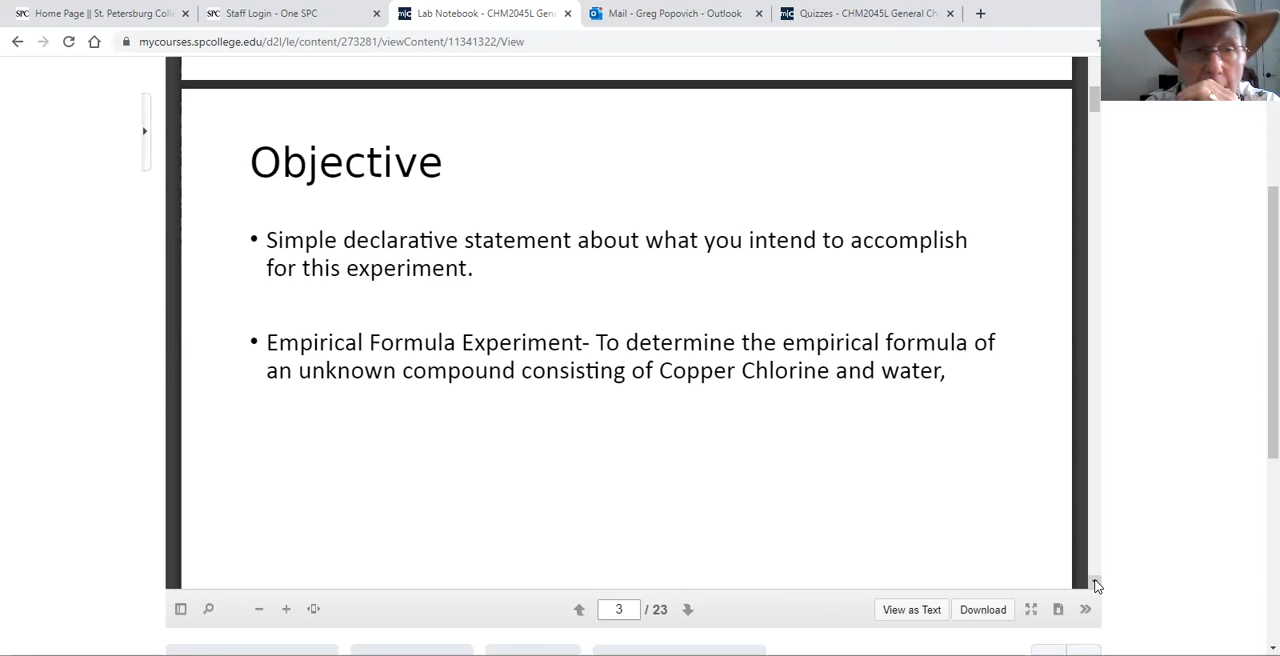 Home Page || St. Petersburg Colle
Staff Login - One SPC
Lab Notebook - CHM2045L Gene
Mail - Greg Popovich - Outlook
Quizzes - CHM2045L General Ch
mycourses.spcollege.edu/d2l/le/content/273281/viewContent/11341322/View
Objective
• Simple declarative statement about what you intend to accomplish
for this experiment.
• Empirical Formula Experiment- To determine the empirical formula of
an unknown compound consisting of Copper Chlorine and water,
3 / 23
View as Text
Download